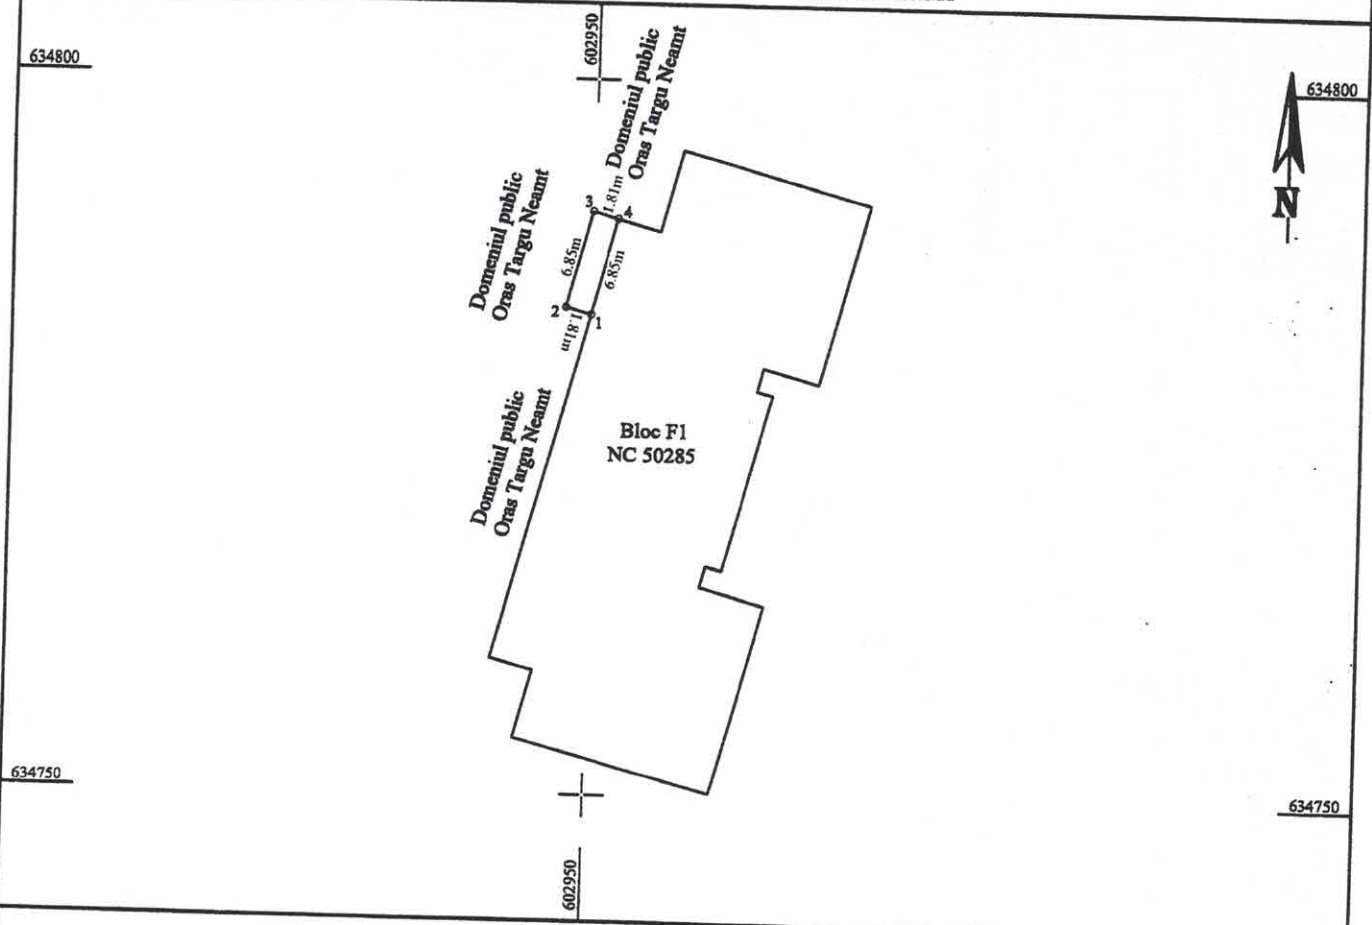 602950
634800
634800
Domeniul public
Oras Targu Neamt
N
Domeniul public
Oras Targu Neamt
3
1.81m
4
6.85m
6.85m
2
1
1.81m
Domeniul public
Oras Targu Neamt
Bloc F1
NC 50285
634750
634750
602950